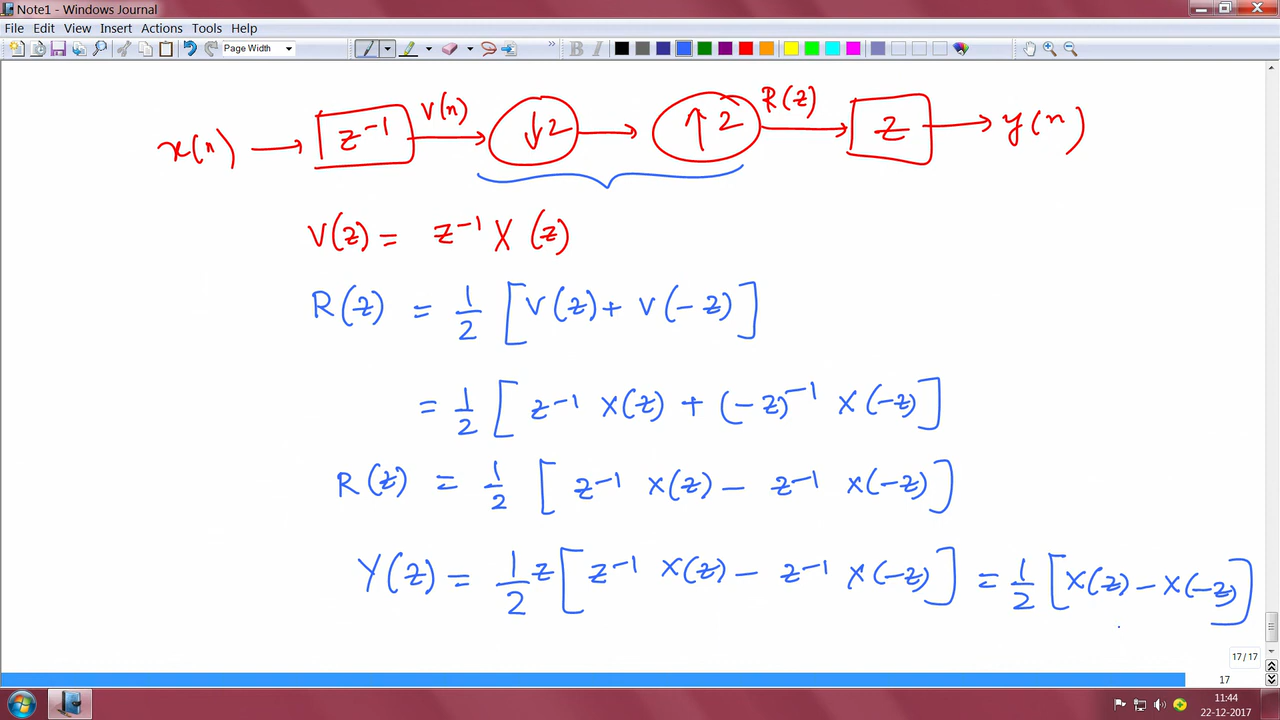 Note1 - Windows Journal
File Edit View Insert Actions Tools Help
Page Width
x(n) → z⁻¹ V(n) → ↓2 → ↑2 R(z) → z → y(n)
V(z) = z⁻¹ X(z)
R(z) = 1/2 [V(z) + V(-z)]
= 1/2 [z⁻¹ X(z) + (-z)⁻¹ X(-z)]
R(z) = 1/2 [z⁻¹ X(z) - z⁻¹ X(-z)]
Y(z) = 1/2 z [z⁻¹ X(z) - z⁻¹ X(-z)] = 1/2 [X(z) - X(-z)]
17/17
17
11:44
22-12-2017